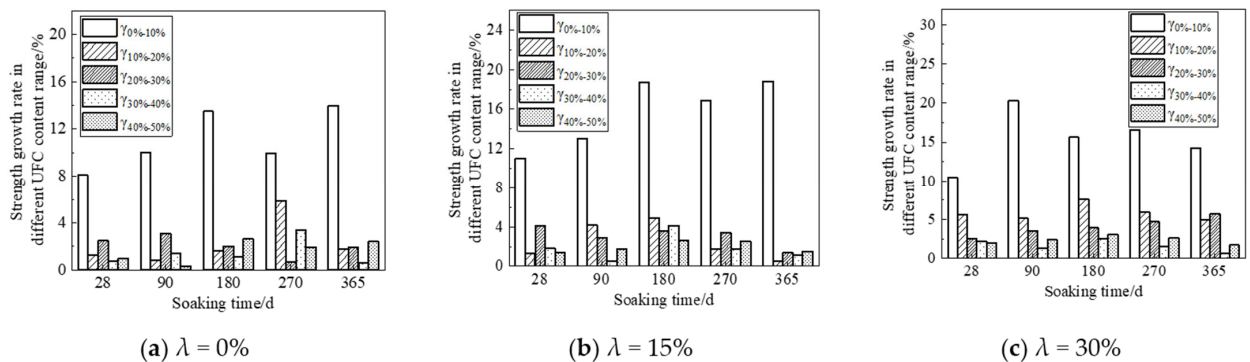 Strength growth rate in
different UFC content range/%
20
16
12
8
4
0
γ0%-10%
γ10%-20%
γ20%-30%
γ30%-40%
γ40%-50%
28 90 180 270 365
Soaking time/d
(a) λ = 0%
Strength growth rate in
different UFC content range/%
24
20
16
12
8
4
0
γ0%-10%
γ10%-20%
γ20%-30%
γ30%-40%
γ40%-50%
28 90 180 270 365
Soaking time/d
(b) λ = 15%
Strength growth rate in
different UFC content range/%
30
25
20
15
10
5
0
γ0%-10%
γ10%-20%
γ20%-30%
γ30%-40%
γ40%-50%
28 90 180 270 365
Soaking time/d
(c) λ = 30%